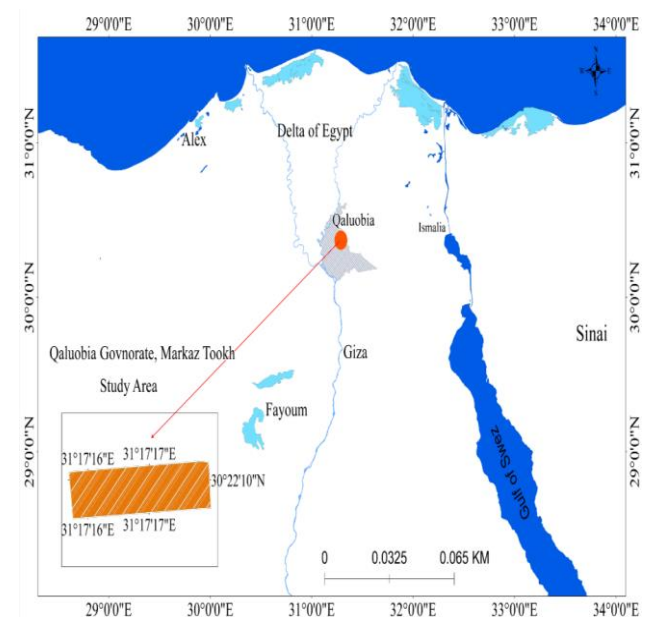 29°0'0"E 30°0'0"E 31°0'0"E 32°0'0"E 33°0'0"E 34°0'0"E
N
31°0'0"N
31°0'0"N
Alex
Delta of Egypt
Qaluobia
Ismalia
30°0'0"N
30°0'0"N
Sinai
Qaluobia Govnorate, Markaz Tookh
Study Area
Giza
Fayoum
29°0'0"N
29°0'0"N
Gulf of Swez
31°17'16"E 31°17'17"E
30°22'10"N
31°17'16"E 31°17'17"E
0 0.0325 0.065 KM
29°0'0"E 30°0'0"E 31°0'0"E 32°0'0"E 33°0'0"E 34°0'0"E